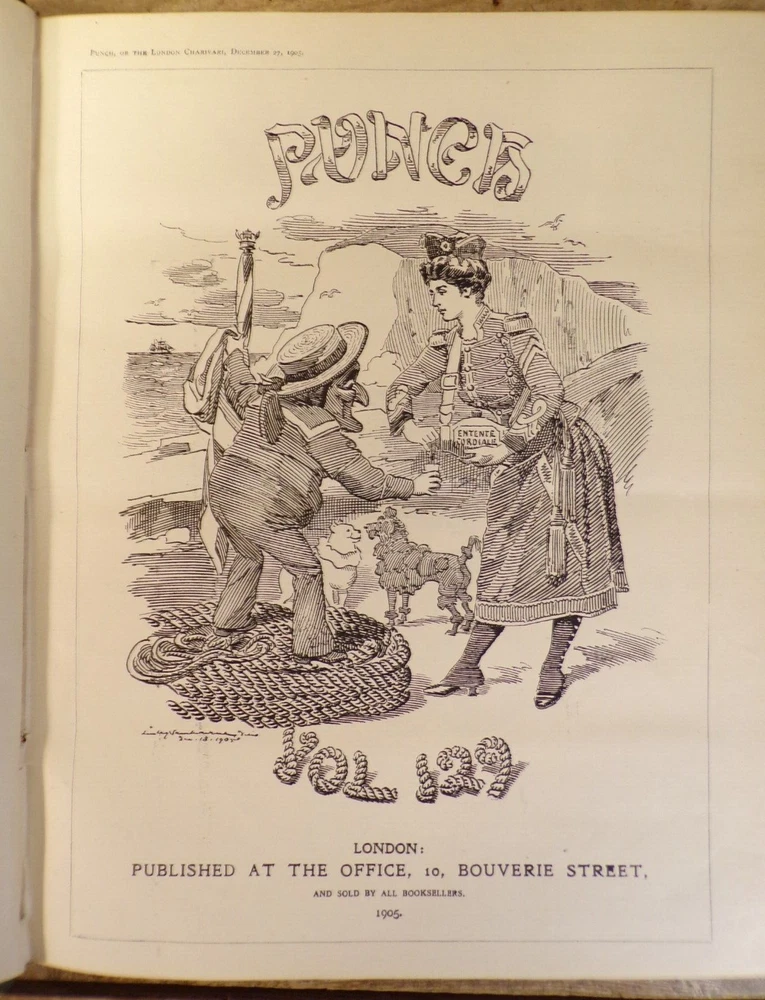 PUNCH, OR THE LONDON CHARIVARI, DECEMBER 27, 1905.
PUNCH
ENTENTE
CORDIALE
VOL 129
LONDON:
PUBLISHED AT THE OFFICE, 10, BOUVERIE STREET,
AND SOLD BY ALL BOOKSELLERS.
1905.